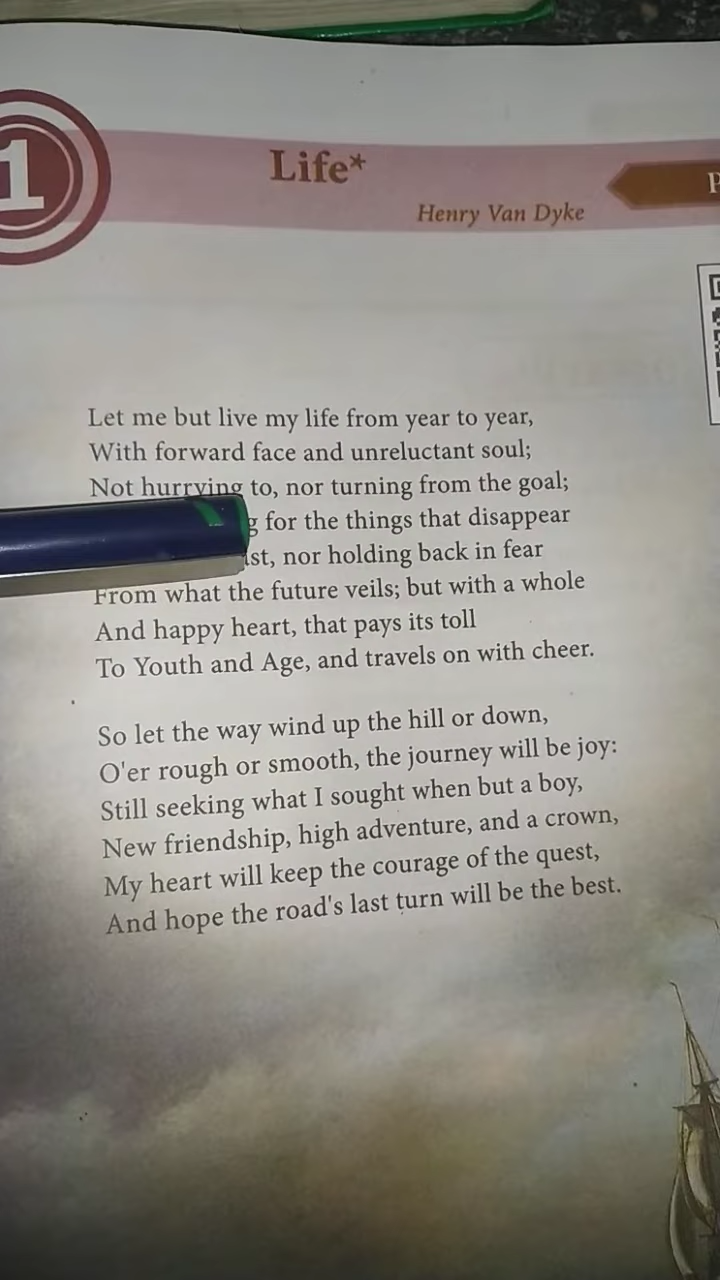 1
Life*
Henry Van Dyke
Let me but live my life from year to year,
With forward face and unreluctant soul;
Not hurrying to, nor turning from the goal;
for the things that disappear
nor holding back in fear
From what the future veils; but with a whole
And happy heart, that pays its toll
To Youth and Age, and travels on with cheer.
So let the way wind up the hill or down,
O'er rough or smooth, the journey will be joy:
Still seeking what I sought when but a boy,
New friendship, high adventure, and a crown,
My heart will keep the courage of the quest,
And hope the road's last turn will be the best.